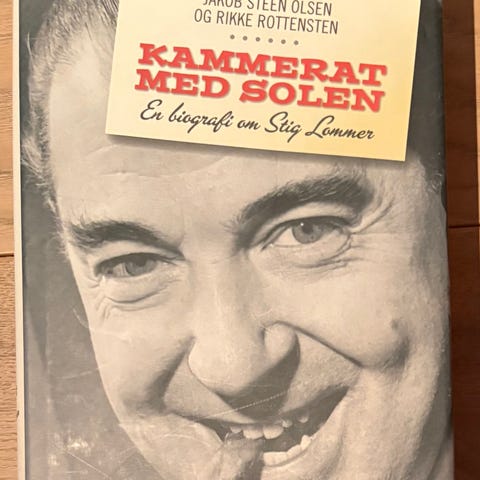 JAKOB STEEN OLSEN
OG RIKKE ROTTENSTEN
KAMMERAT
MED SOLEN
En biografi om Stig Lommer